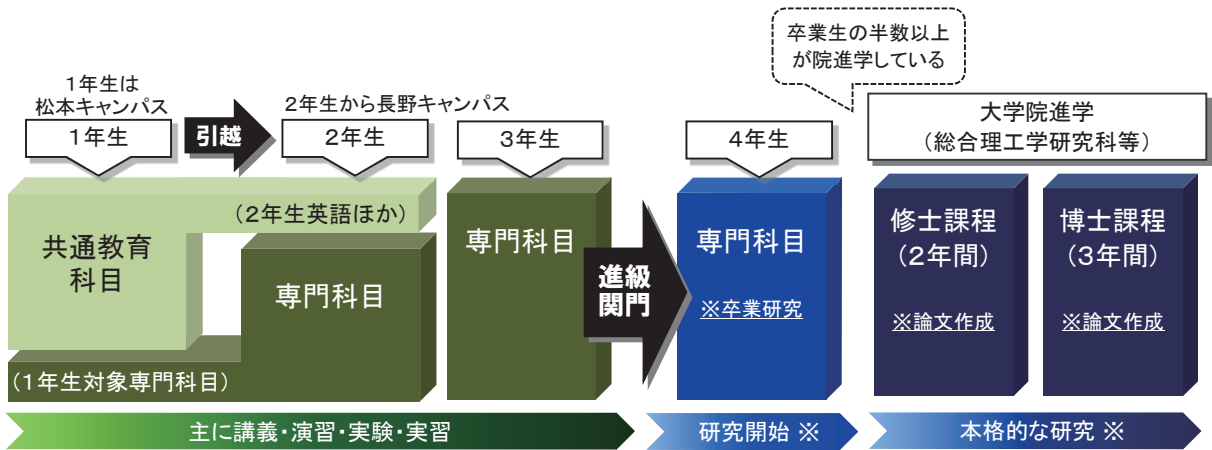 卒業生の半数以上
が院進学している
1年生は
松本キャンパス
引越
2年生から長野キャンパス
1年生
2年生
3年生
4年生
大学院進学
(総合理工学研究科等)
共通教育
科目
(2年生英語ほか)
専門科目
(1年生対象専門科目)
専門科目
進級
関門
専門科目
※卒業研究
修士課程
(2年間)
※論文作成
博士課程
(3年間)
※論文作成
主に講義・演習・実験・実習
研究開始 ※
本格的な研究 ※